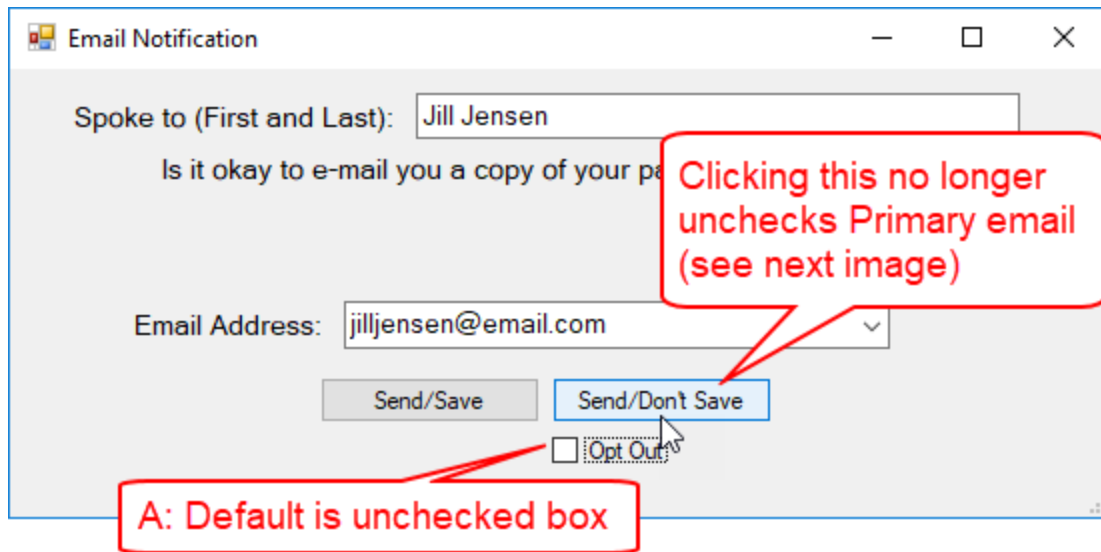 Email Notification
Spoke to (First and Last): Jill Jensen
Is it okay to e-mail you a copy of your
Clicking this no longer
unchecks Primary email
(see next image)
Email Address: jilljensen@email.com
Send/Save Send/Don't Save
Opt Out
A: Default is unchecked box